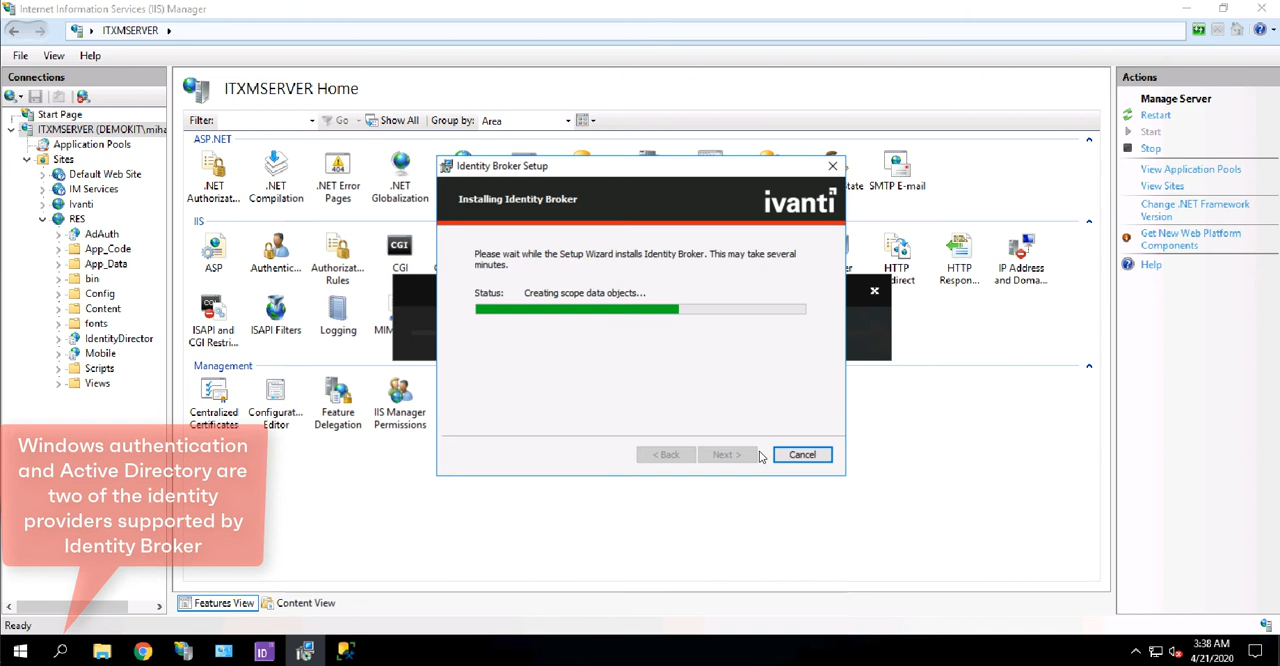 Internet Information Services (IIS) Manager
ITXMSERVER
File View Help
Connections
Start Page
ITXMSERVER (DEMOKIT\miha
Application Pools
Sites
Default Web Site
IM Services
Ivanti
RES
AdAuth
App_Code
App_Data
bin
Config
Content
fonts
IdentityDirector
Mobile
Scripts
Views
ITXMSERVER Home
Filter: Go Show All Group by: Area
ASP.NET
.NET Authorizat...
.NET Compilation
.NET Error Pages
.NET Globalization
State
SMTP E-mail
IIS
ASP
Authentic...
Authorizat... Rules
CGI
HTTP
HTTP Respon...
IP Address and Doma...
ISAPI and CGI Restri...
ISAPI Filters
Logging
Management
Centralized Certificates
Configurat... Editor
Feature Delegation
IIS Manager Permissions
Identity Broker Setup
Installing Identity Broker
ivanti
Please wait while the Setup Wizard installs Identity Broker. This may take several
minutes.
Status: Creating scope data objects...
< Back Next > Cancel
Features View Content View
Actions
Manage Server
Restart
Start
Stop
View Application Pools
View Sites
Change .NET Framework
Version
Get New Web Platform
Components
Help
Windows authentication
and Active Directory are
two of the identity
providers supported by
Identity Broker
Ready
3:38 AM
4/21/2020